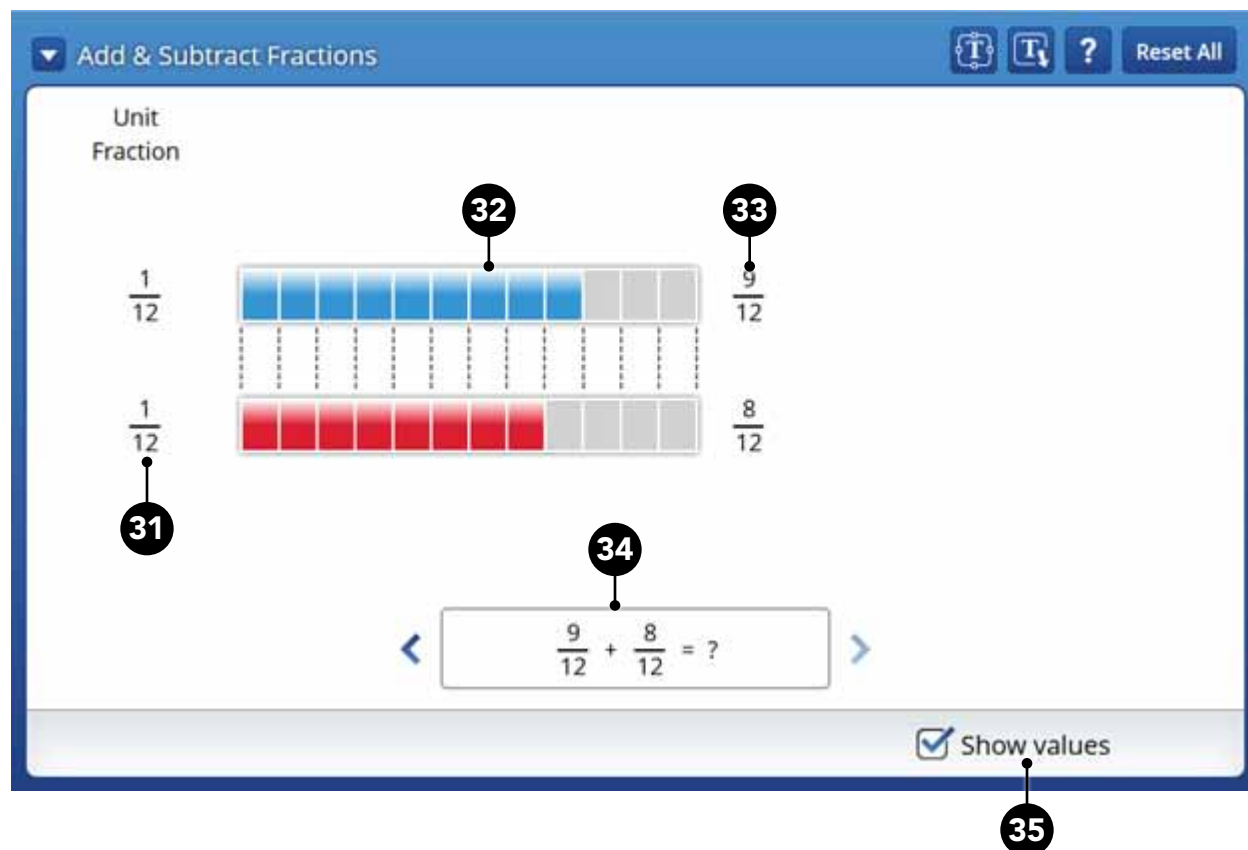 Add & Subtract Fractions
T T ? Reset All
Unit
Fraction
32 33
1/12 9/12
1/12 8/12
31
34
9/12 + 8/12 = ?
Show values
35